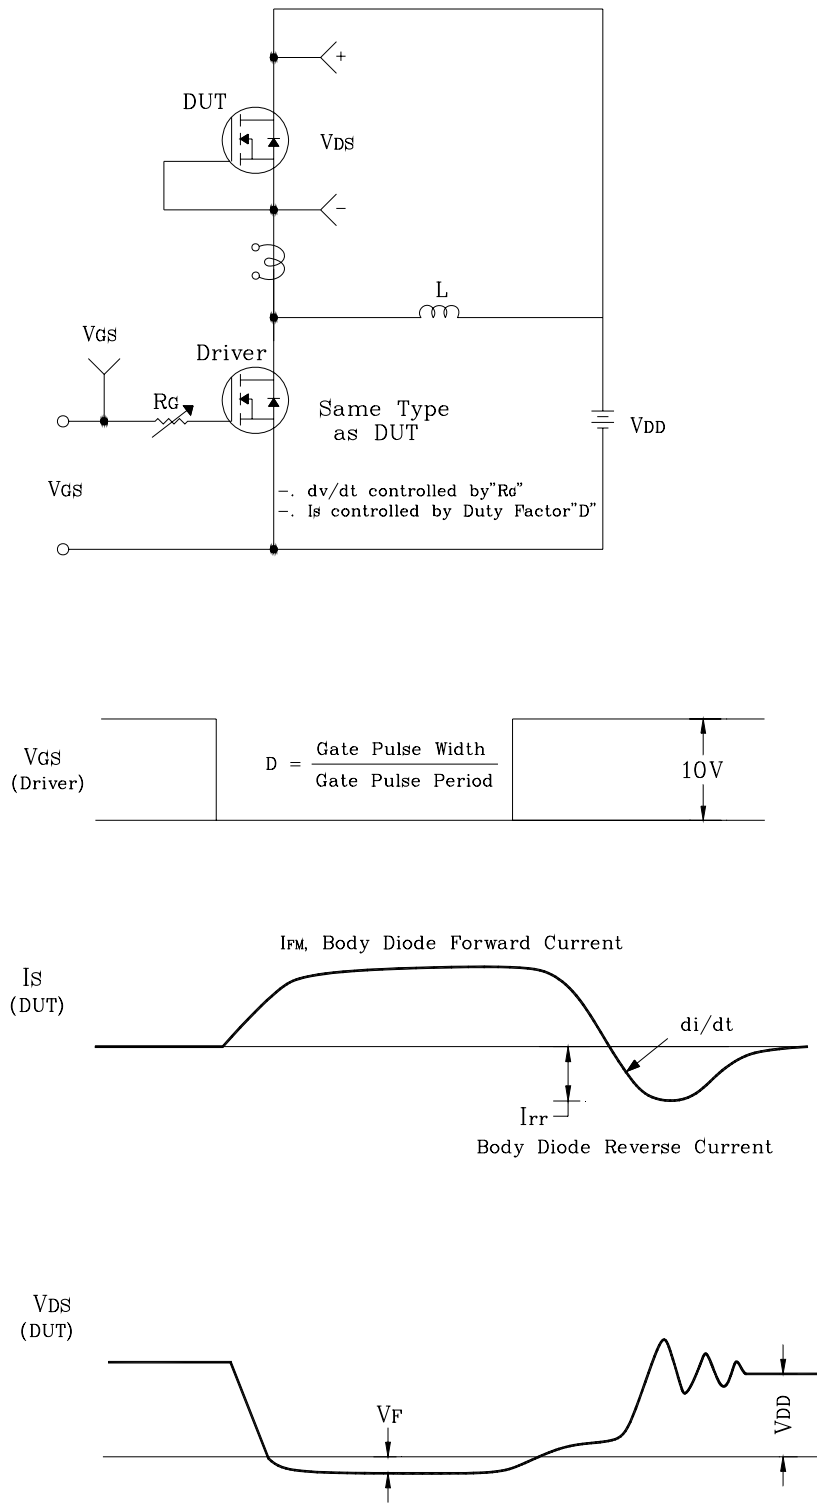 +
DUT
VDS
−
L
VGS
Driver
RG
Same Type
as DUT
VDD
VGS
−. dv/dt controlled by"RG"
−. IS controlled by Duty Factor"D"
VGS
(Driver)
D = Gate Pulse Width
Gate Pulse Period
10V
IFM, Body Diode Forward Current
IS
(DUT)
di/dt
Irr
Body Diode Reverse Current
VDS
(DUT)
VF
VDD